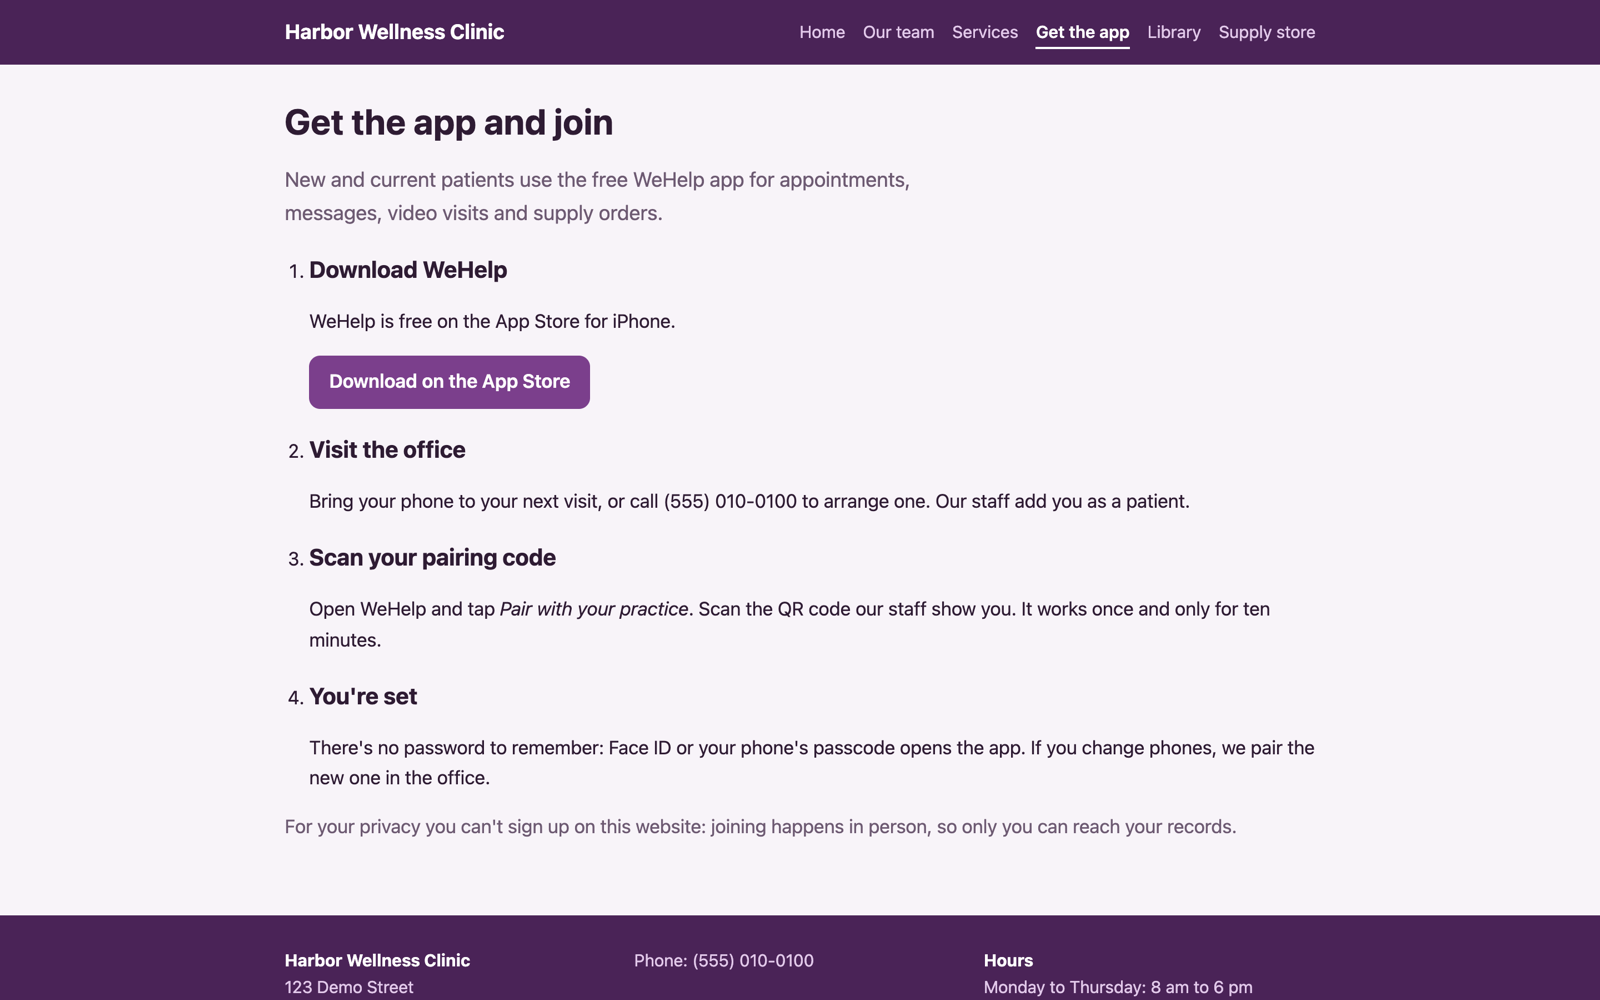 Harbor Wellness Clinic
Home Our team Services Get the app Library Supply store
Get the app and join
New and current patients use the free WeHelp app for appointments,
messages, video visits and supply orders.
1. Download WeHelp
WeHelp is free on the App Store for iPhone.
Download on the App Store
2. Visit the office
Bring your phone to your next visit, or call (555) 010-0100 to arrange one. Our staff add you as a patient.
3. Scan your pairing code
Open WeHelp and tap Pair with your practice. Scan the QR code our staff show you. It works once and only for ten
minutes.
4. You're set
There's no password to remember: Face ID or your phone's passcode opens the app. If you change phones, we pair the
new one in the office.
For your privacy you can't sign up on this website: joining happens in person, so only you can reach your records.
Harbor Wellness Clinic
123 Demo Street
Phone: (555) 010-0100
Hours
Monday to Thursday: 8 am to 6 pm